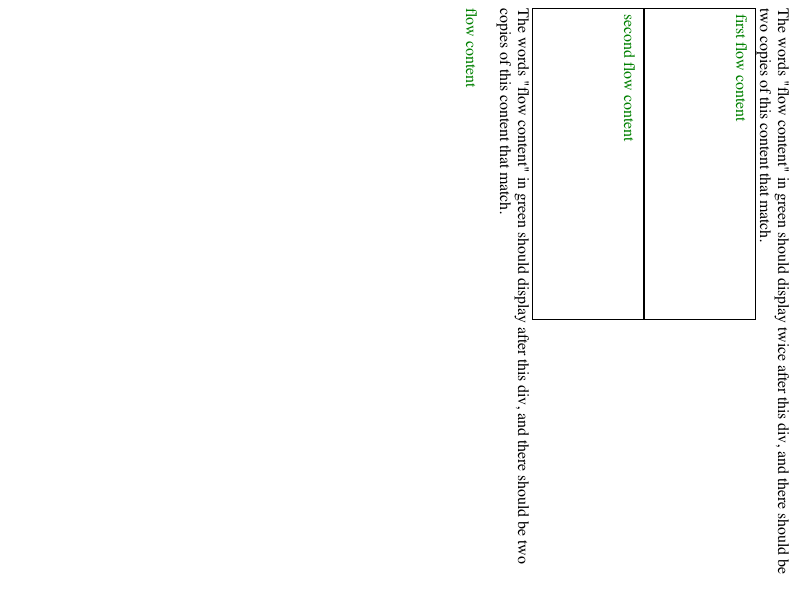 The words "flow content" in green should display twice after this div, and there should be
two copies of this content that match.
first flow content
second flow content
The words "flow content" in green should display after this div, and there should be two
copies of this content that match.
flow content